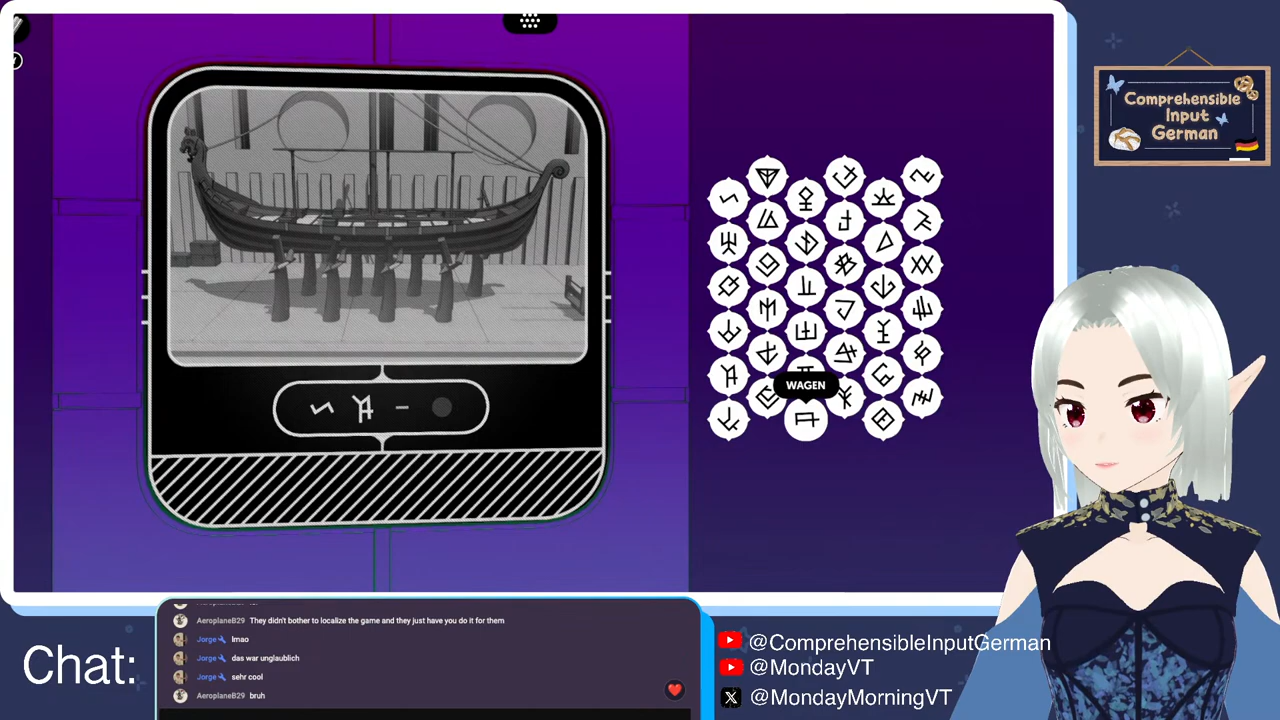 Comprehensible
Input
German
WAGEN
AeroplaneB29 They didn't bother to localize the game and they just have you do it for them
Jorge lmao
Jorge das war unglaublich
Jorge sehr cool
AeroplaneB29 bruh
Chat:
@ComprehensibleInputGerman
@MondayVT
@MondayMorningVT